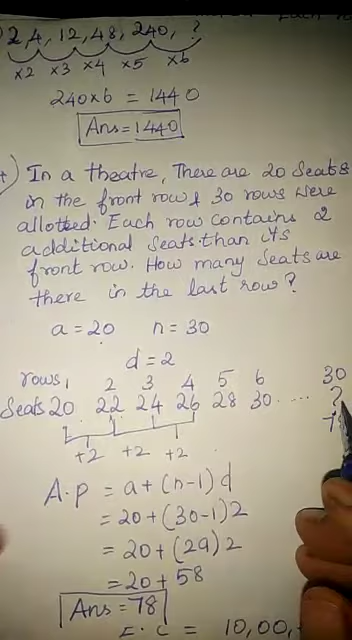 2, 4, 12, 48, 240, ?
×2 ×3 ×4 ×5 ×6
240×6 = 1440
Ans=1440
In a theatre, There are 20 Seats
in the front row & 30 rows were
allotted. Each row contains 2
additional Seats than its
front row. How many Seats are
there in the last row?
a=20 n=30
d=2
rows 1 2 3 4 5 6 30
Seats 20 22 24 26 28 30 .... ?
+2 +2 +2
A.p = a+(n-1)d
= 20+(30-1)2
= 20+(29)2
= 20+58
Ans=78
= 10,00,